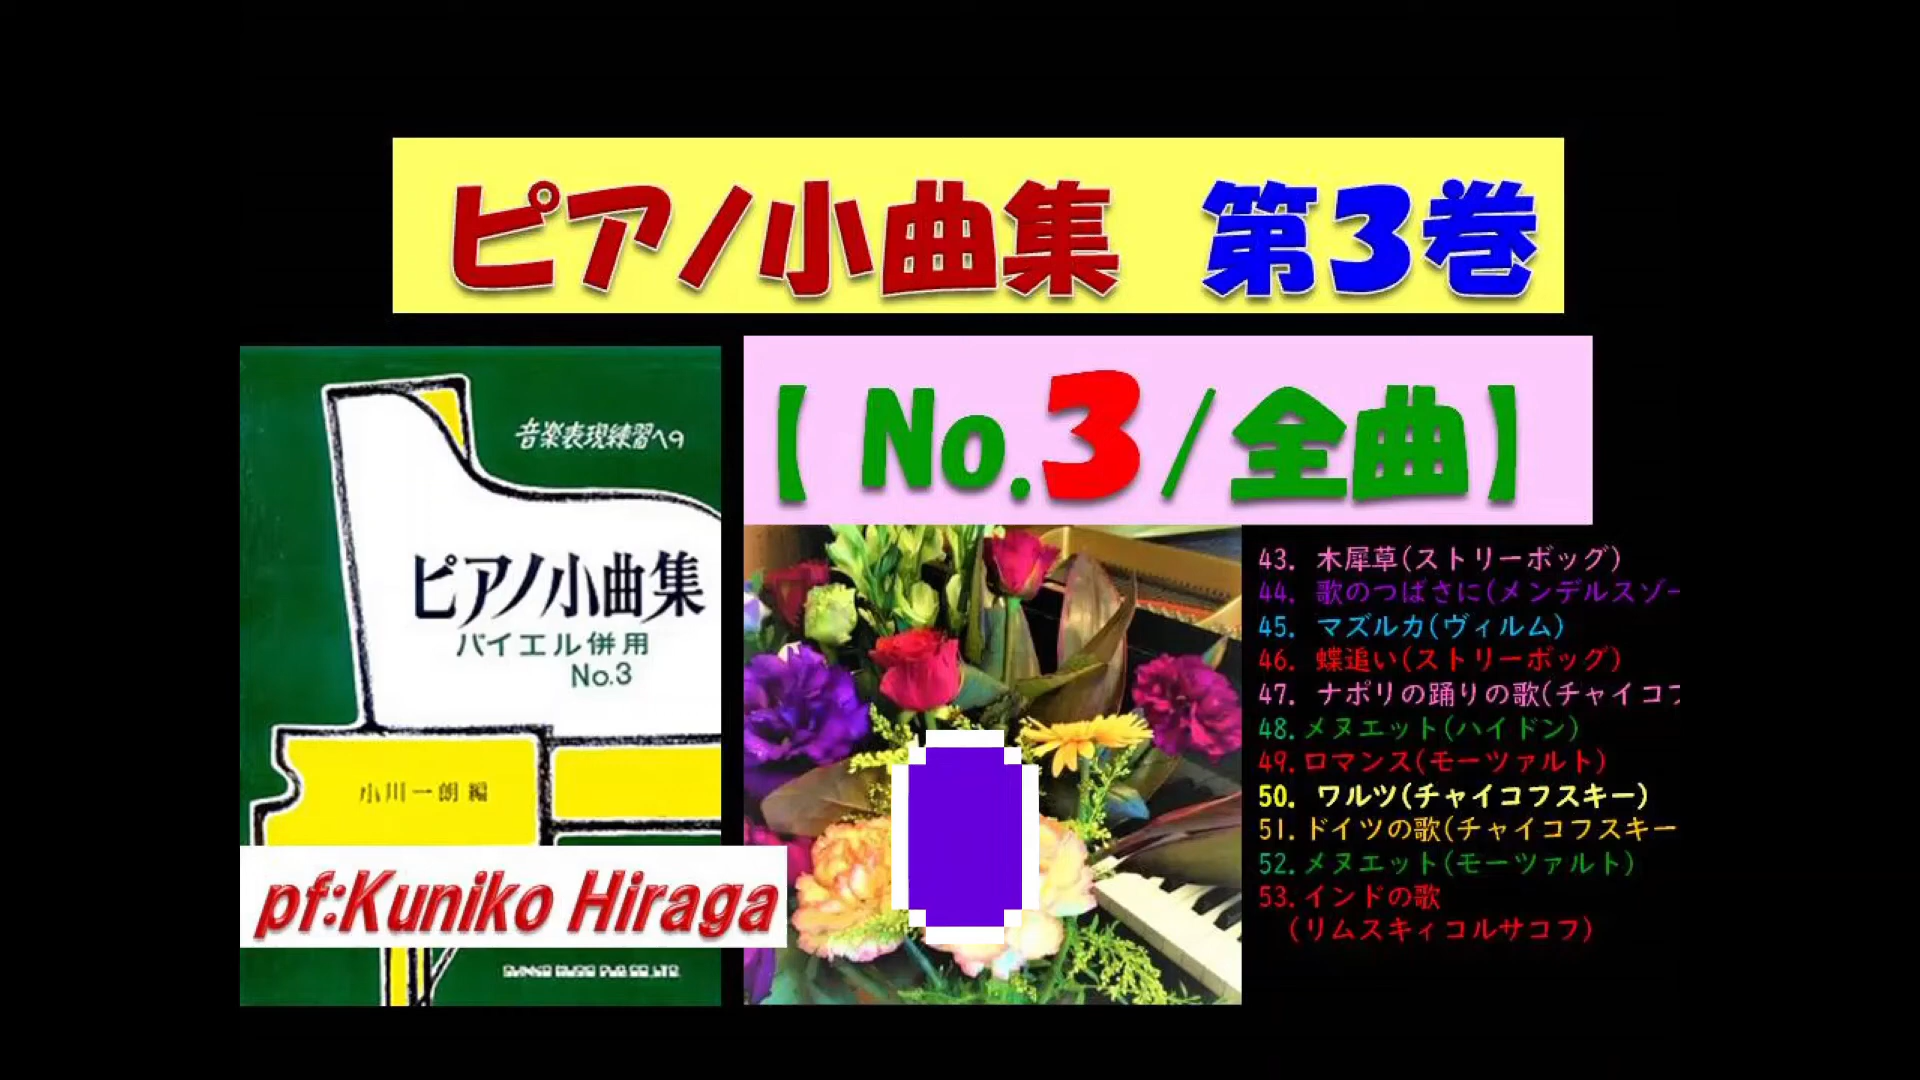 ピアノ小曲集 第3巻
【 No.3/全曲】
音楽表現練習への
ピアノ小曲集
バイエル併用
No.3
小川一朗編
pf:Kuniko Hiraga
43. 木犀草(ストリーボッグ)
44. 歌のつばさに(メンデルスゾー
45. マズルカ(ヴィルム)
46. 蝶追い(ストリーボッグ)
47. ナポリの踊りの歌(チャイコフ
48.メヌエット(ハイドン)
49.ロマンス(モーツァルト)
50. ワルツ(チャイコフスキー)
51.ドイツの歌(チャイコフスキー
52.メヌエット(モーツァルト)
53.インドの歌
(リムスキィコルサコフ)